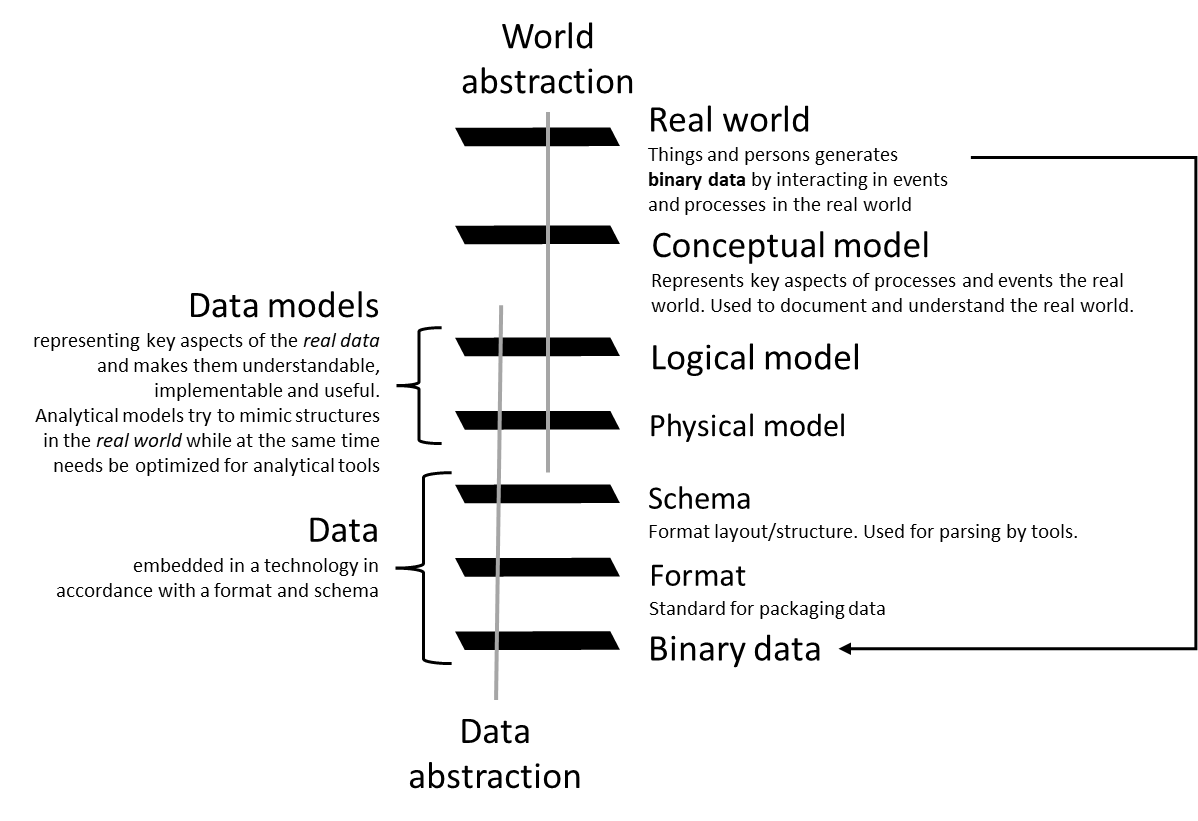 World
abstraction
Real world
Things and persons generates
binary data by interacting in events
and processes in the real world
Conceptual model
Represents key aspects of processes and events the real
world. Used to document and understand the real world.
Data models
representing key aspects of the real data
and makes them understandable,
implementable and useful.
Analytical models try to mimic structures
in the real world while at the same time
needs be optimized for analytical tools
Logical model
Physical model
Schema
Format layout/structure. Used for parsing by tools.
Data
embedded in a technology in
accordance with a format and schema
Format
Standard for packaging data
Binary data
Data
abstraction